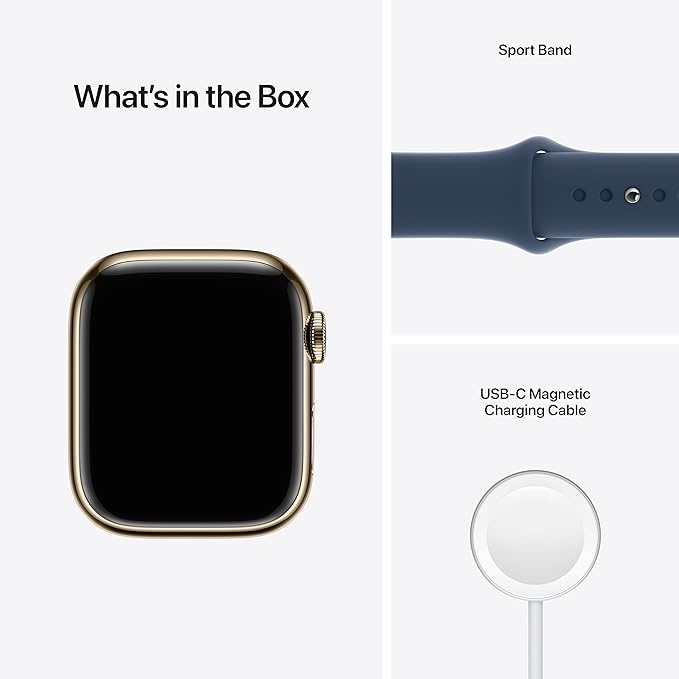 What's in the Box
Sport Band
USB-C Magnetic
Charging Cable